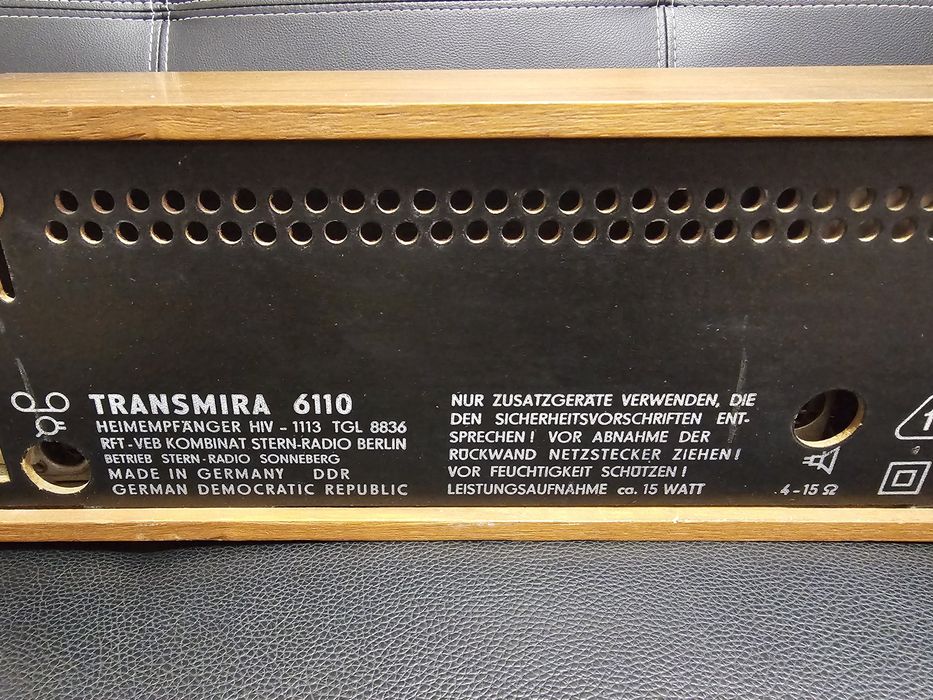 TRANSMIRA 6110
HEIMEMPFÄNGER HIV - 1113 TGL 8836
RFT - VEB KOMBINAT STERN-RADIO BERLIN
BETRIEB STERN - RADIO SONNEBERG
MADE IN GERMANY DDR
GERMAN DEMOCRATIC REPUBLIC
NUR ZUSATZGERÄTE VERWENDEN, DIE
DEN SICHERHEITSVORSCHRIFTEN ENT-
SPRECHEN! VOR ABNAHME DER
RÜCKWAND NETZSTECKER ZIEHEN!
VOR FEUCHTIGKEIT SCHÜTZEN!
LEISTUNGSAUFNAHME ca. 15 WATT
4-15 Ω
1